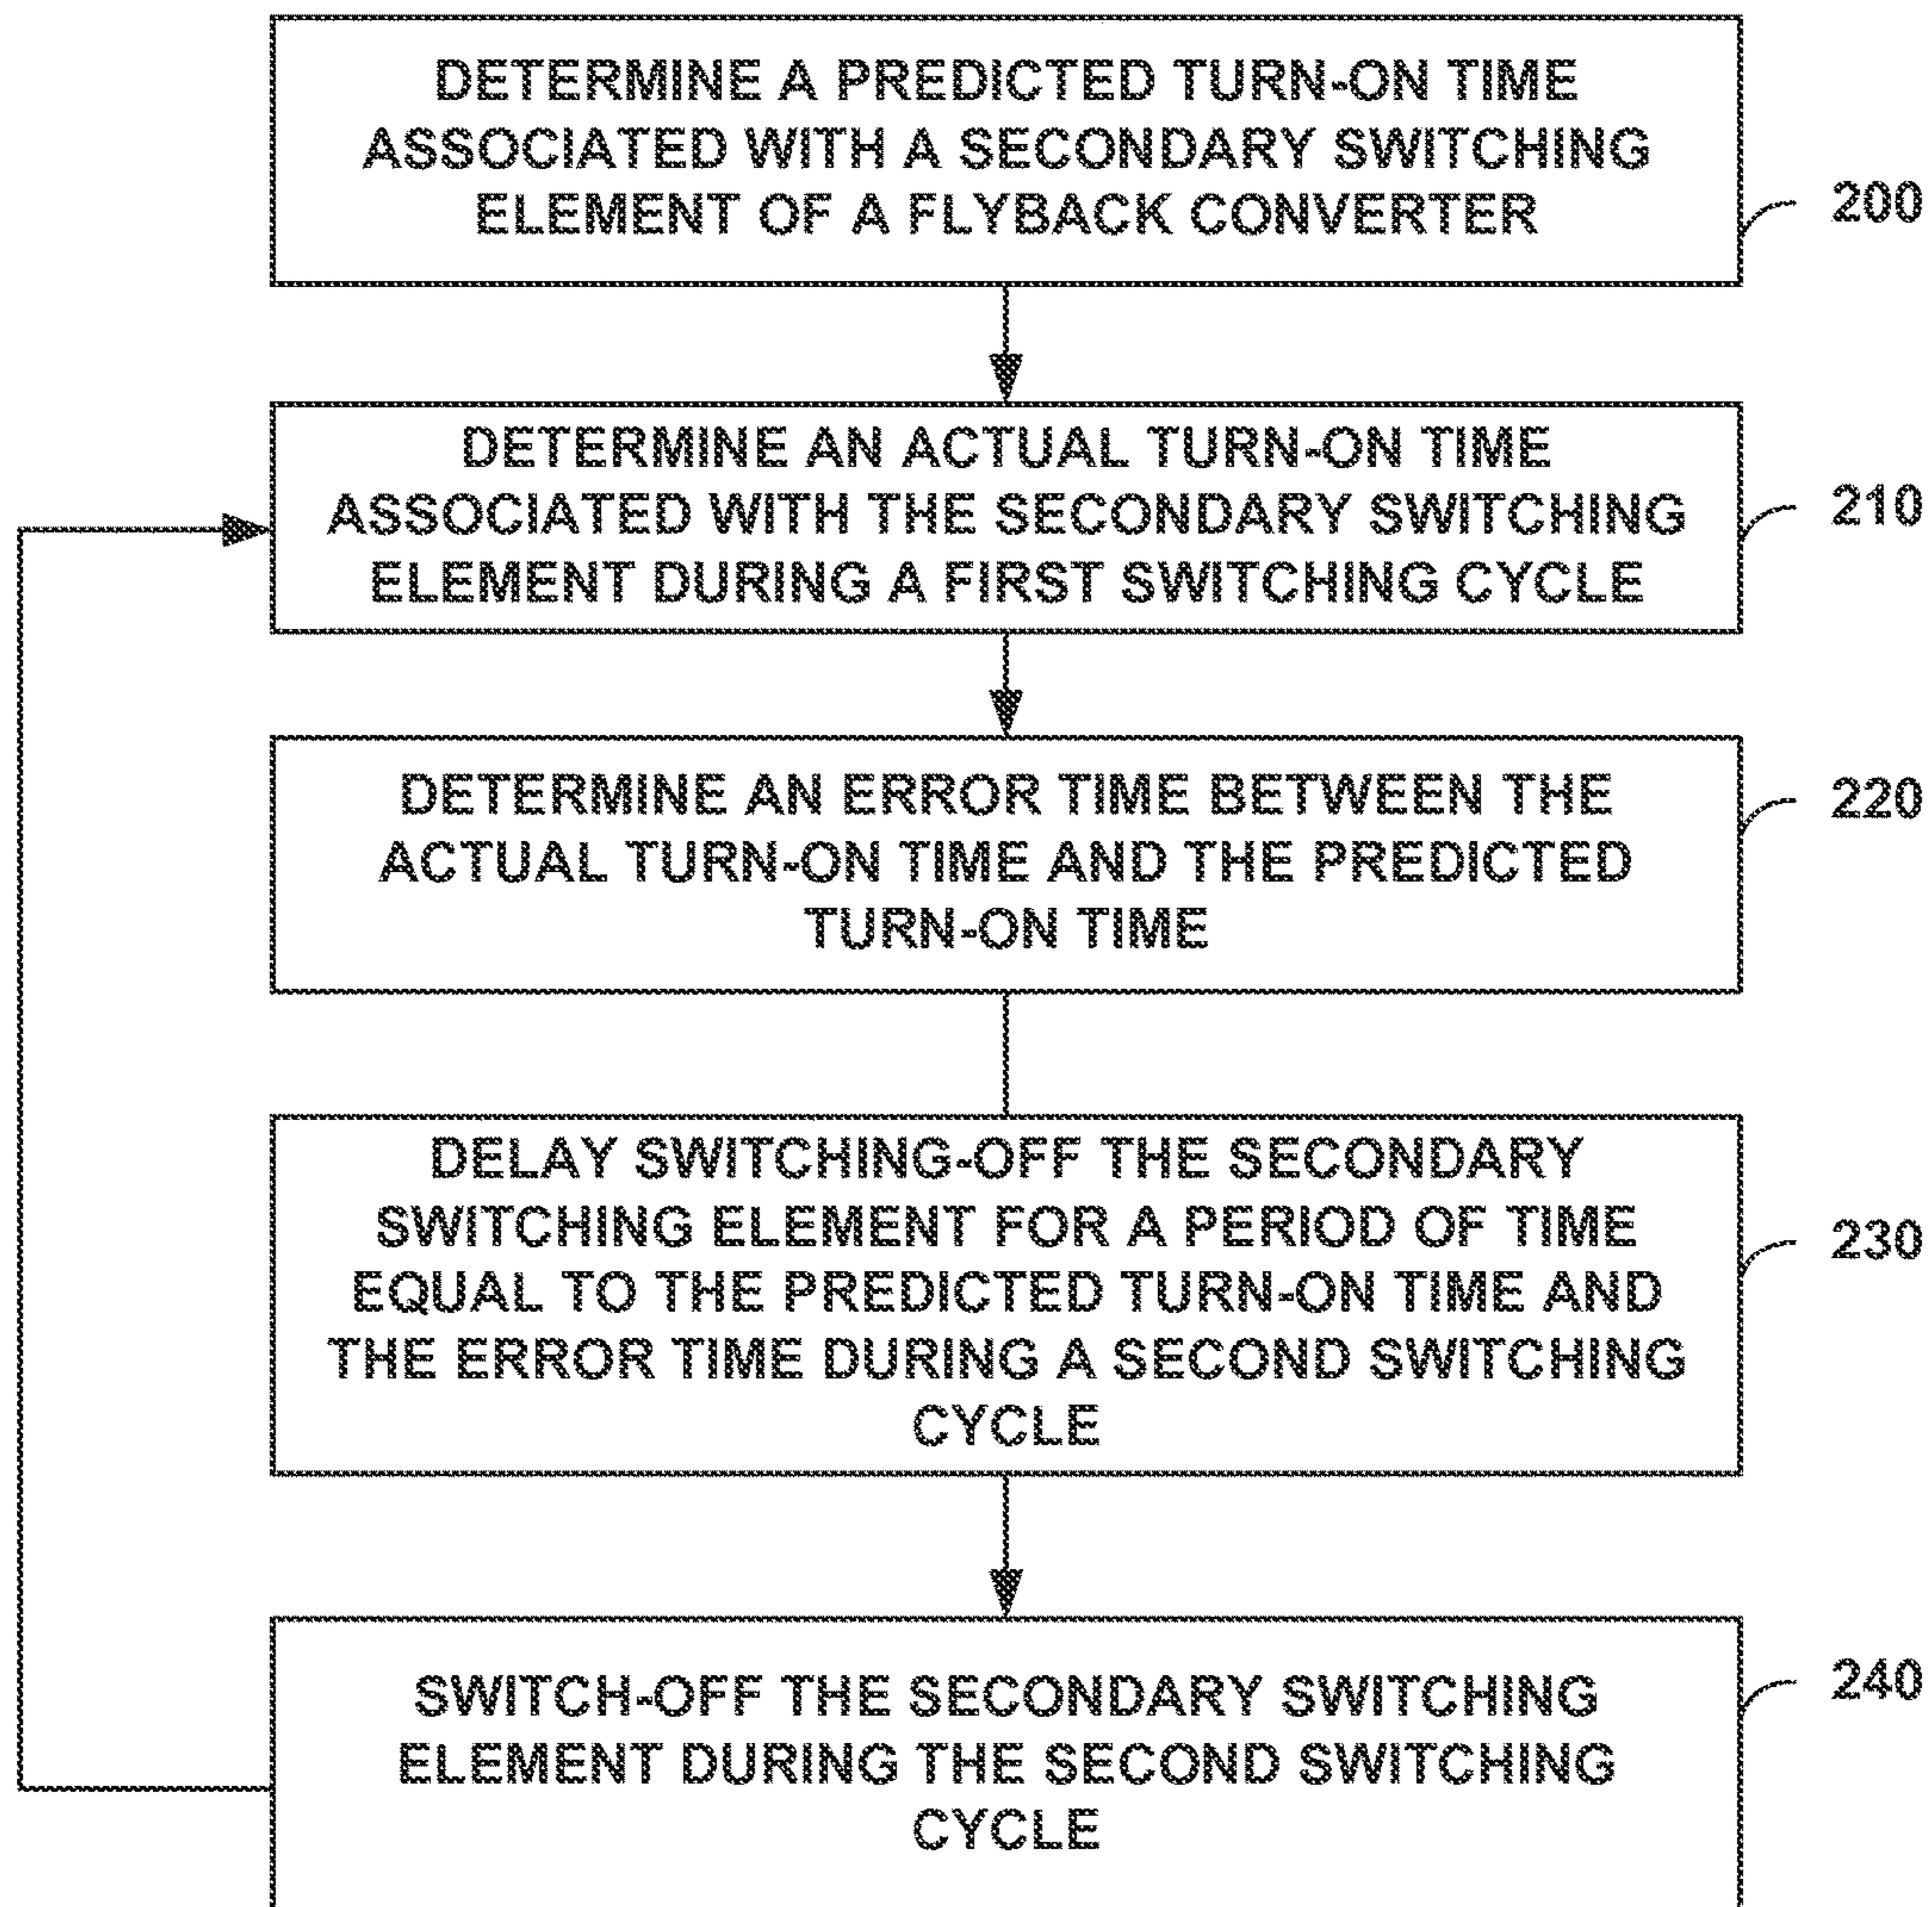 DETERMINE A PREDICTED TURN-ON TIME
ASSOCIATED WITH A SECONDARY SWITCHING
ELEMENT OF A FLYBACK CONVERTER
200
DETERMINE AN ACTUAL TURN-ON TIME
ASSOCIATED WITH THE SECONDARY SWITCHING
ELEMENT DURING A FIRST SWITCHING CYCLE
210
DETERMINE AN ERROR TIME BETWEEN THE
ACTUAL TURN-ON TIME AND THE PREDICTED
TURN-ON TIME
220
DELAY SWITCHING-OFF THE SECONDARY
SWITCHING ELEMENT FOR A PERIOD OF TIME
EQUAL TO THE PREDICTED TURN-ON TIME AND
THE ERROR TIME DURING A SECOND SWITCHING
CYCLE
230
SWITCH-OFF THE SECONDARY SWITCHING
ELEMENT DURING THE SECOND SWITCHING
CYCLE
240